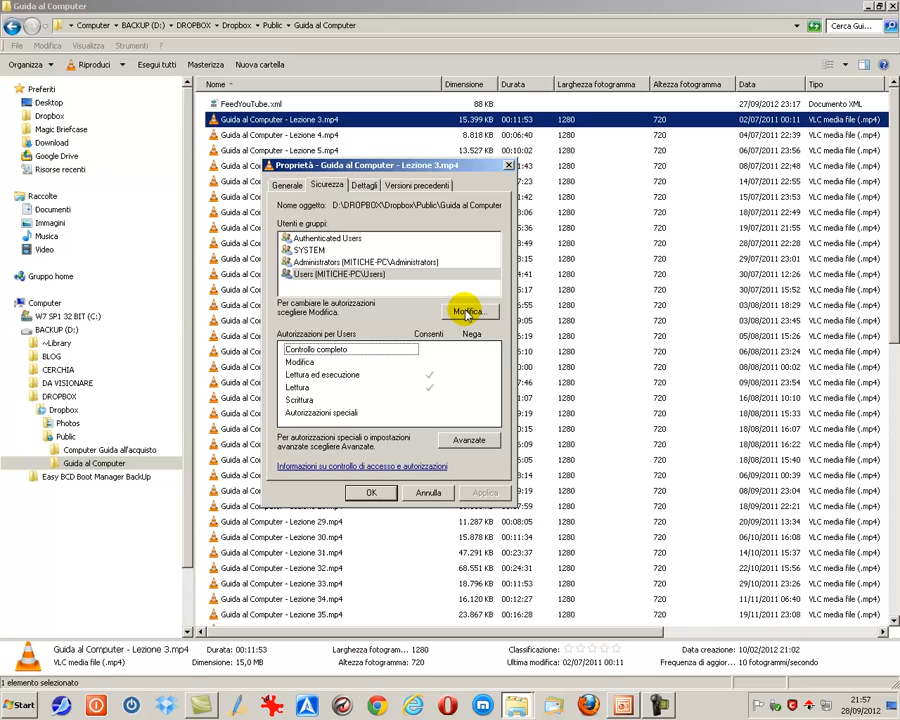 Guida al Computer
Computer ▸ BACKUP (D:) ▸ DROPBOX ▸ Dropbox ▸ Public ▸ Guida al Computer
Cerca Gui...
File Modifica Visualizza Strumenti ?
Organizza Riproduci Esegui tutti Masterizza Nuova cartella
Preferiti
Desktop
Dropbox
Magic Briefcase
Download
Google Drive
Risorse recenti
Raccolte
Documenti
Immagini
Musica
Video
Gruppo home
Computer
W7 SP1 32 BIT (C:)
BACKUP (D:)
~Library
BLOG
CERCHIA
DA VISIONARE
DROPBOX
Dropbox
Photos
Public
Computer Guida all'acquisto
Guida al Computer
Easy BCD Boot Manager BackUp
Nome Dimensione Durata Larghezza fotogramma Altezza fotogramma Data Tipo
FeedYouTube.xml 88 KB 27/09/2012 23:17 Documento XML
Guida al Computer - Lezione 3.mp4 15.399 KB 00:11:53 1280 720 02/07/2011 00:11 VLC media file (.mp4)
Guida al Computer - Lezione 4.mp4 8.818 KB 00:06:40 1280 720 04/07/2011 22:39 VLC media file (.mp4)
Guida al Computer - Lezione 5.mp4 13.527 KB 00:10:02 1280 720 06/07/2011 23:56 VLC media file (.mp4)
Proprietà - Guida al Computer - Lezione 3.mp4
Generale Sicurezza Dettagli Versioni precedenti
Nome oggetto: D:\DROPBOX\Dropbox\Public\Guida al Computer
Utenti e gruppi:
Authenticated Users
SYSTEM
Administrators (MITICHE-PC\Administrators)
Users (MITICHE-PC\Users)
Per cambiare le autorizzazioni
scegliere Modifica.
Modifica...
Autorizzazioni per Users Consenti Nega
Controllo completo
Modifica
Lettura ed esecuzione
Lettura
Scrittura
Autorizzazioni speciali
Per autorizzazioni speciali o impostazioni
avanzate scegliere Avanzate.
Avanzate
Informazioni su controllo di accesso e autorizzazioni
OK Annulla Applica
Guida al Computer - Lezione 29.mp4 11.287 KB 00:08:05 1280 720 20/09/2011 13:34 VLC media file (.mp4)
Guida al Computer - Lezione 30.mp4 15.878 KB 00:11:34 1280 720 06/10/2011 16:08 VLC media file (.mp4)
Guida al Computer - Lezione 31.mp4 47.291 KB 00:23:37 1280 720 14/10/2011 15:37 VLC media file (.mp4)
Guida al Computer - Lezione 32.mp4 68.551 KB 00:24:31 1280 720 22/10/2011 21:08 VLC media file (.mp4)
Guida al Computer - Lezione 33.mp4 18.796 KB 00:11:53 1280 720 29/10/2011 23:26 VLC media file (.mp4)
Guida al Computer - Lezione 34.mp4 16.120 KB 00:12:27 1280 720 11/11/2011 06:40 VLC media file (.mp4)
Guida al Computer - Lezione 35.mp4 23.867 KB 00:16:28 1280 720 19/11/2011 23:08 VLC media file (.mp4)
Guida al Computer - Lezione 3.mp4 Durata: 00:11:53 Larghezza fotogram... 1280 Classificazione: Data creazione: 10/02/2012 21:02
VLC media file (.mp4) Dimensione: 15,0 MB Altezza fotogramma: 720 Ultima modifica: 02/07/2011 00:11 Frequenza di aggior... 10 fotogrammi/secondo
1 elemento selezionato
Start
21:57
28/09/2012